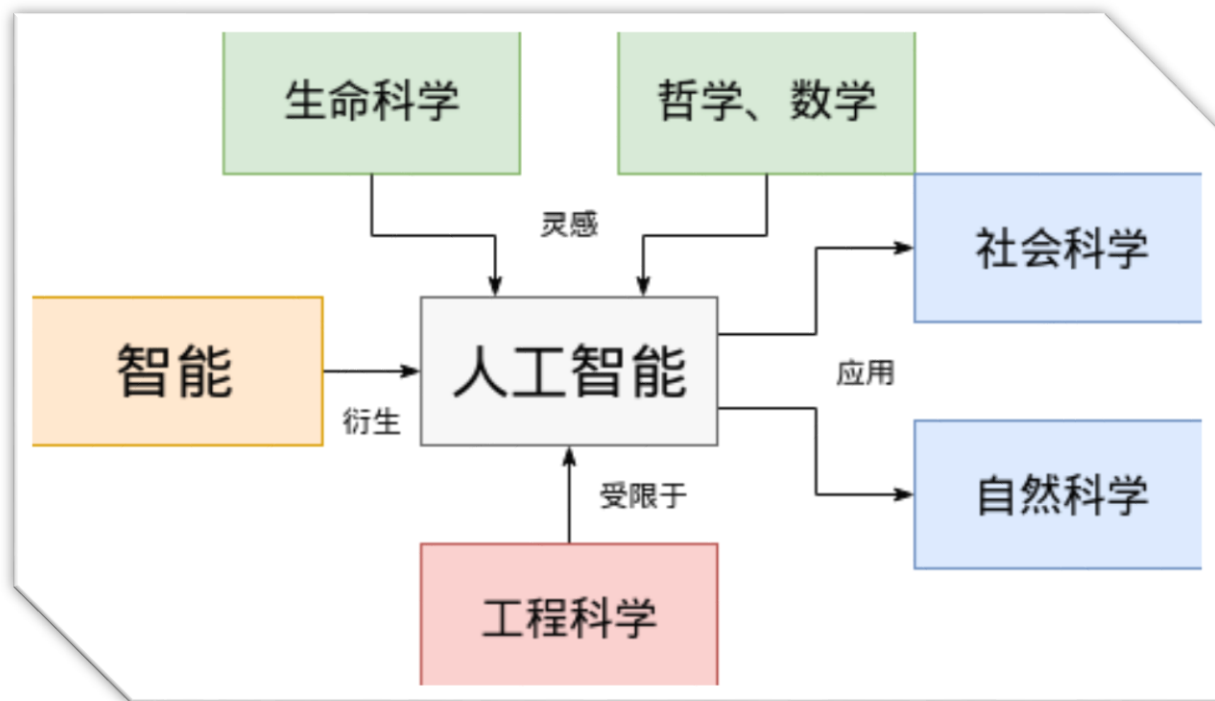 生命科学
哲学、数学
灵感
社会科学
智能
人工智能
应用
衍生
受限于
自然科学
工程科学